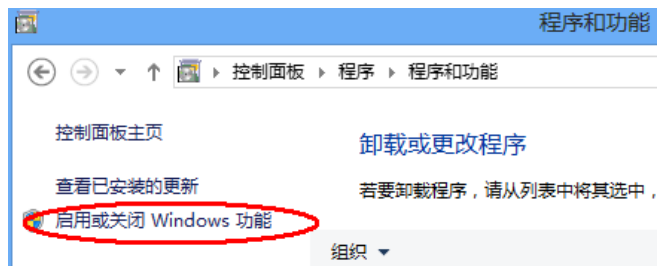 程序和功能
控制面板 程序 程序和功能
控制面板主页
卸载或更改程序
查看已安装的更新
若要卸载程序，请从列表中将其选中，
启用或关闭 Windows 功能
组织